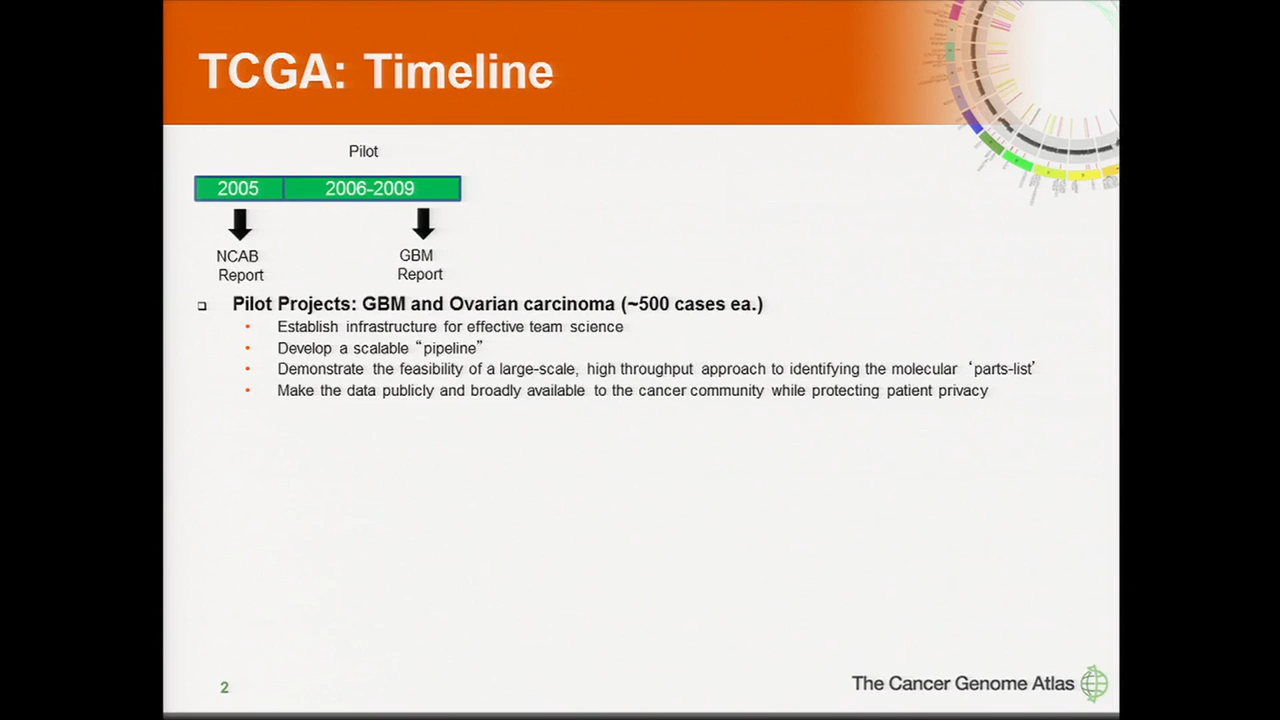 TCGA: Timeline
Pilot
2005 2006-2009
NCAB
Report
GBM
Report
Pilot Projects: GBM and Ovarian carcinoma (~500 cases ea.)
• Establish infrastructure for effective team science
• Develop a scalable “pipeline”
• Demonstrate the feasibility of a large-scale, high throughput approach to identifying the molecular ‘parts-list’
• Make the data publicly and broadly available to the cancer community while protecting patient privacy
2
The Cancer Genome Atlas